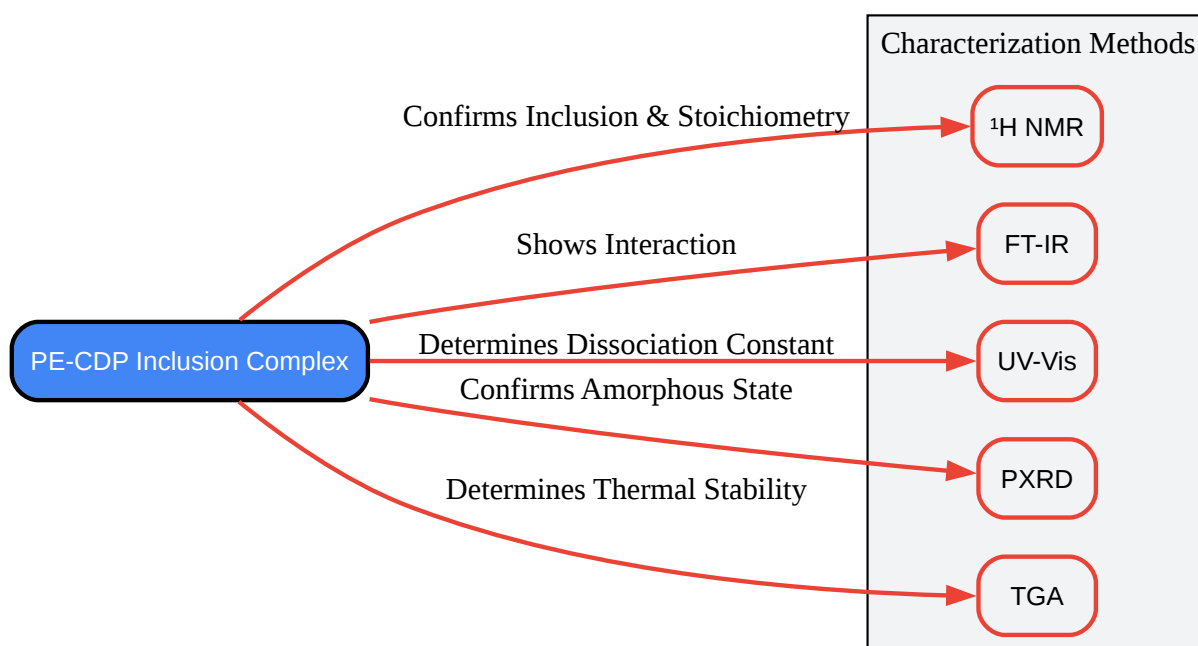 Characterization Methods
Confirms Inclusion & Stoichiometry
¹H NMR
Shows Interaction
FT-IR
PE-CDP Inclusion Complex
Determines Dissociation Constant
UV-Vis
Confirms Amorphous State
PXRD
Determines Thermal Stability
TGA